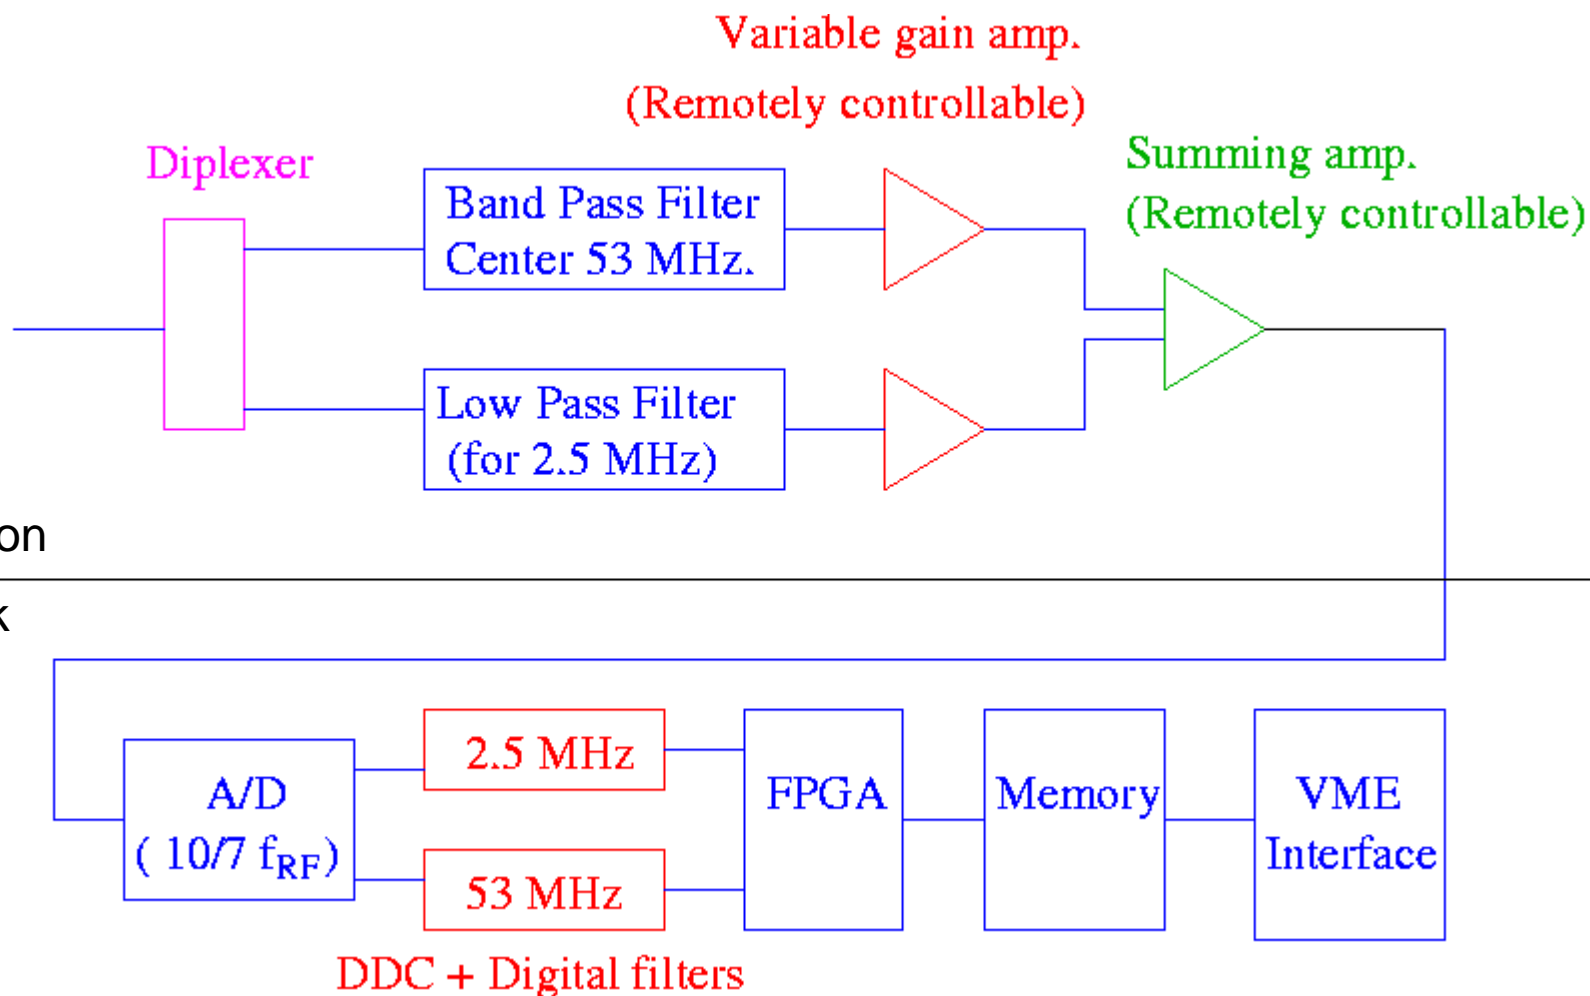 Variable gain amp.
(Remotely controllable)
Summing amp.
(Remotely controllable)
Diplexer
Band Pass Filter
Center 53 MHz.
Low Pass Filter
(for 2.5 MHz)
on
k
A/D
( 10/7 f_RF)
2.5 MHz
53 MHz
DDC + Digital filters
FPGA
Memory
VME
Interface